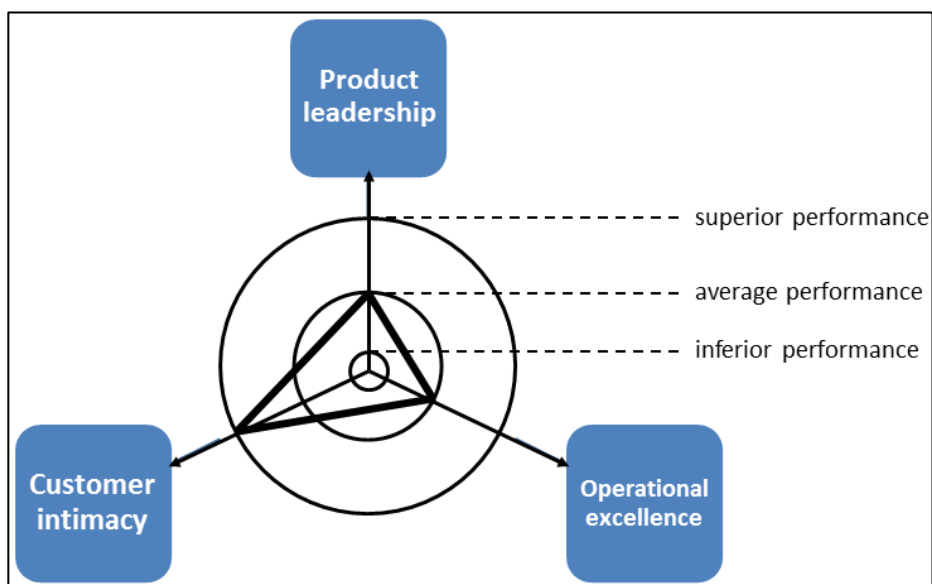 Product
leadership
superior performance
average performance
inferior performance
Customer
intimacy
Operational
excellence